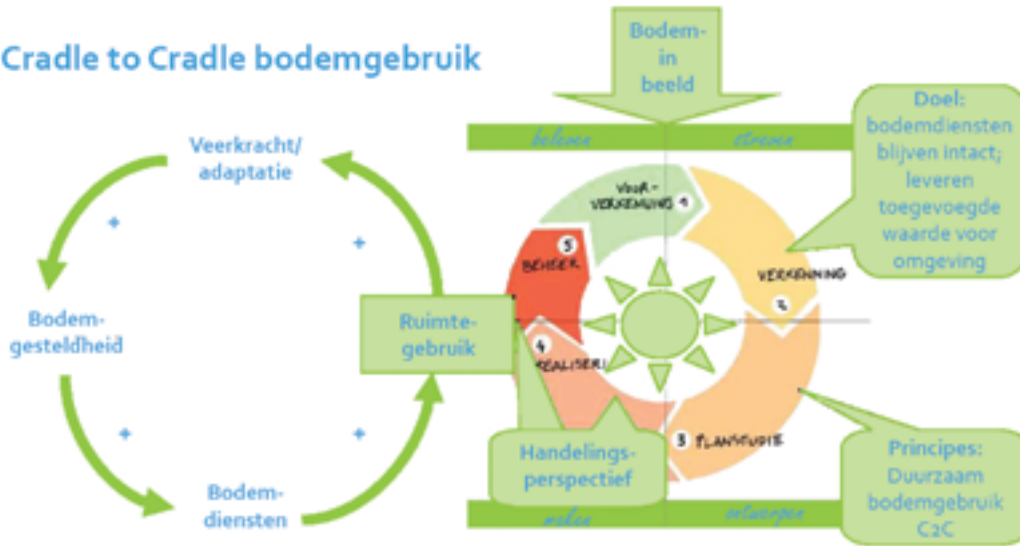 Cradle to Cradle bodemgebruik
Bodem-
in
beeld
beleven
streven
Doel:
bodemdiensten
blijven intact;
leveren
toegevoegde
waarde voor
omgeving
Veerkracht/
adaptatie
+
+
Bodem-
gesteldheid
+
+
Bodem-
diensten
Ruimte-
gebruik
VOOR-
VERKENNING 1
VERKENNING
2
3 PLANSTUDIE
4
REALISERI
5
BEHEER
Handelings-
perspectief
Principes:
Duurzaam
bodemgebruik
C2C
maken
ontwerpen